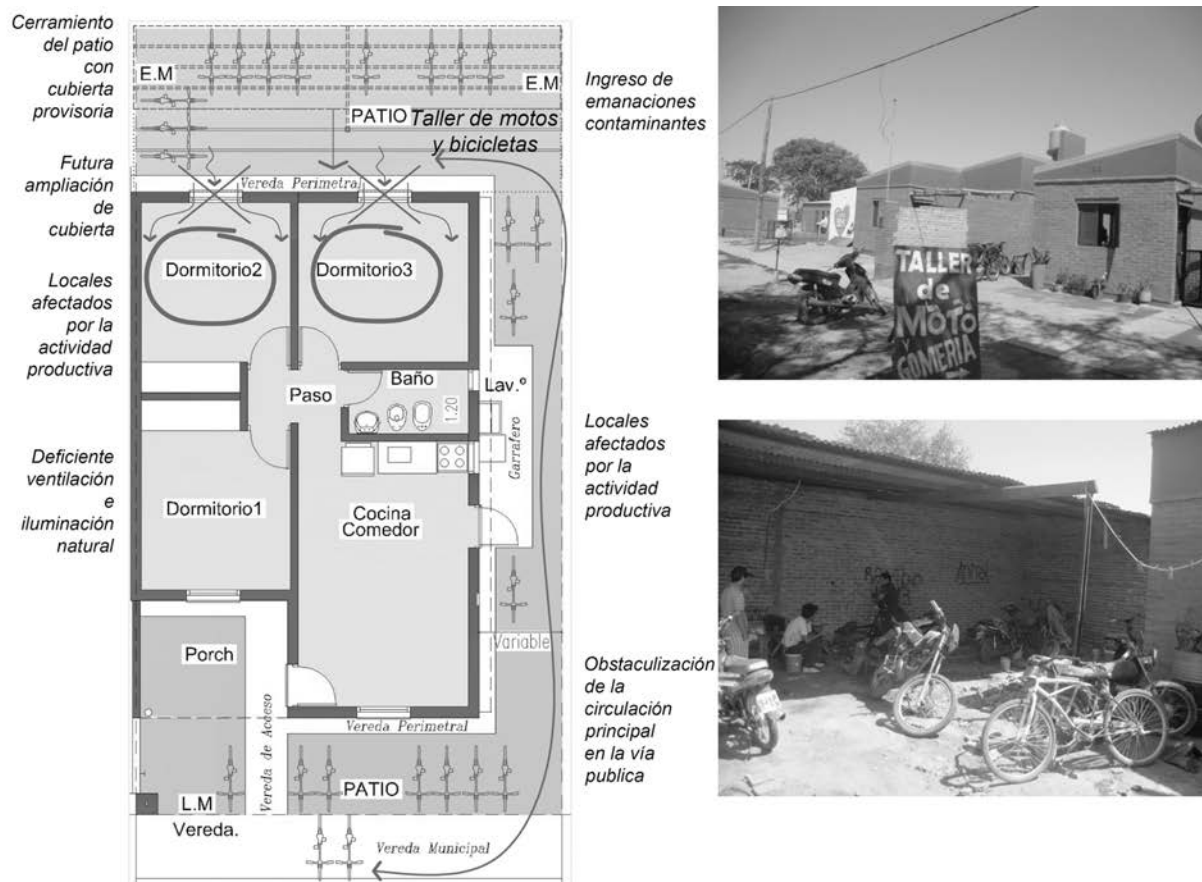 Cerramiento
del patio
con
cubierta
provisoria
Futura
ampliación
de
cubierta
Locales
afectados
por la
actividad
productiva
Deficiente
ventilación
e
iluminación
natural
E.M
E.M
PATIO
Taller de motos
y bicicletas
Vereda Perimetral
Dormitorio2
Dormitorio3
Baño
Lav.º
Paso
1.20
Garrafero
Dormitorio1
Cocina
Comedor
Variable
Porch
Vereda Perimetral
Vereda de Acceso
PATIO
L.M
Vereda.
Vereda Municipal
Ingreso de
emanaciones
contaminantes
Locales
afectados
por la
actividad
productiva
Obstaculización
de la
circulación
principal
en la vía
publica
TALLER
de
MOTO
Y
GOMERIA